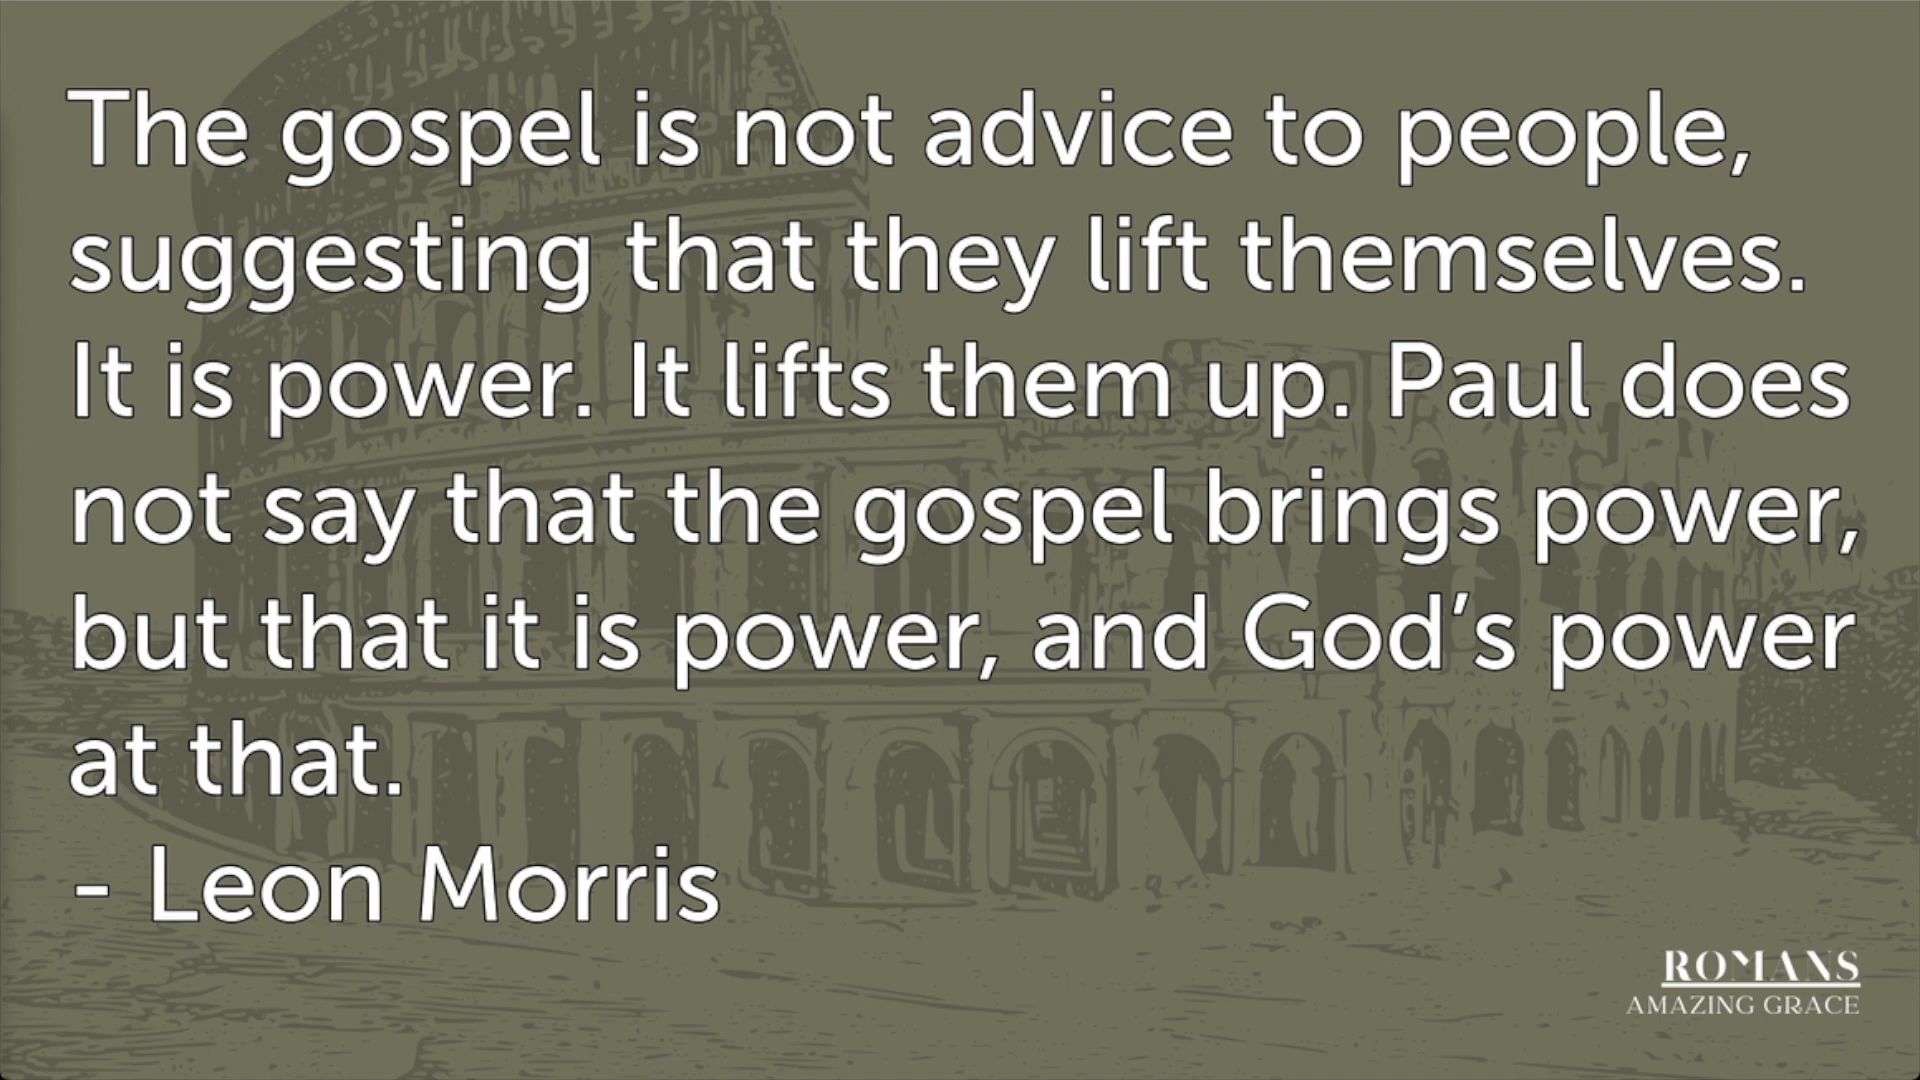 The gospel is not advice to people,
suggesting that they lift themselves.
It is power. It lifts them up. Paul does
not say that the gospel brings power,
but that it is power, and God’s power
at that.
- Leon Morris
ROMANS
AMAZING GRACE